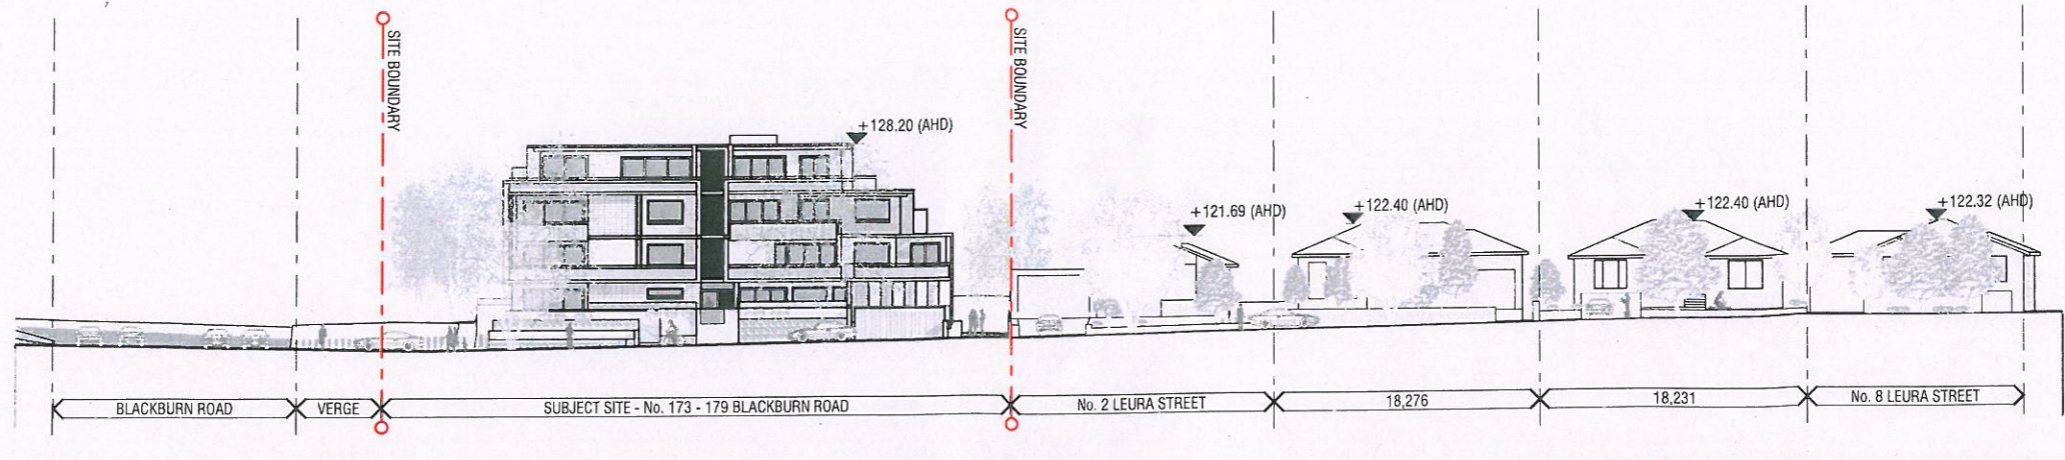 SITE BOUNDARY
SITE BOUNDARY
+128.20 (AHD)
+121.69 (AHD)
+122.40 (AHD)
+122.40 (AHD)
+122.32 (AHD)
BLACKBURN ROAD
VERGE
SUBJECT SITE - No. 173 - 179 BLACKBURN ROAD
No. 2 LEURA STREET
18,276
18,231
No. 8 LEURA STREET